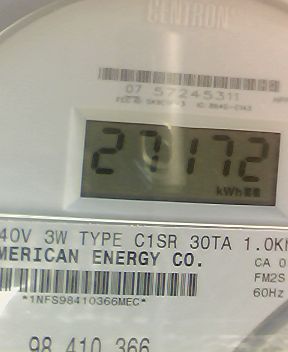 CENTRON
07 57245311
27172
kWh
40V 3W TYPE C1SR 30TA 1.0K
MERICAN ENERGY CO.
CA 0
FM2S
*1NFS98410366MEC*
60Hz
98 410 366